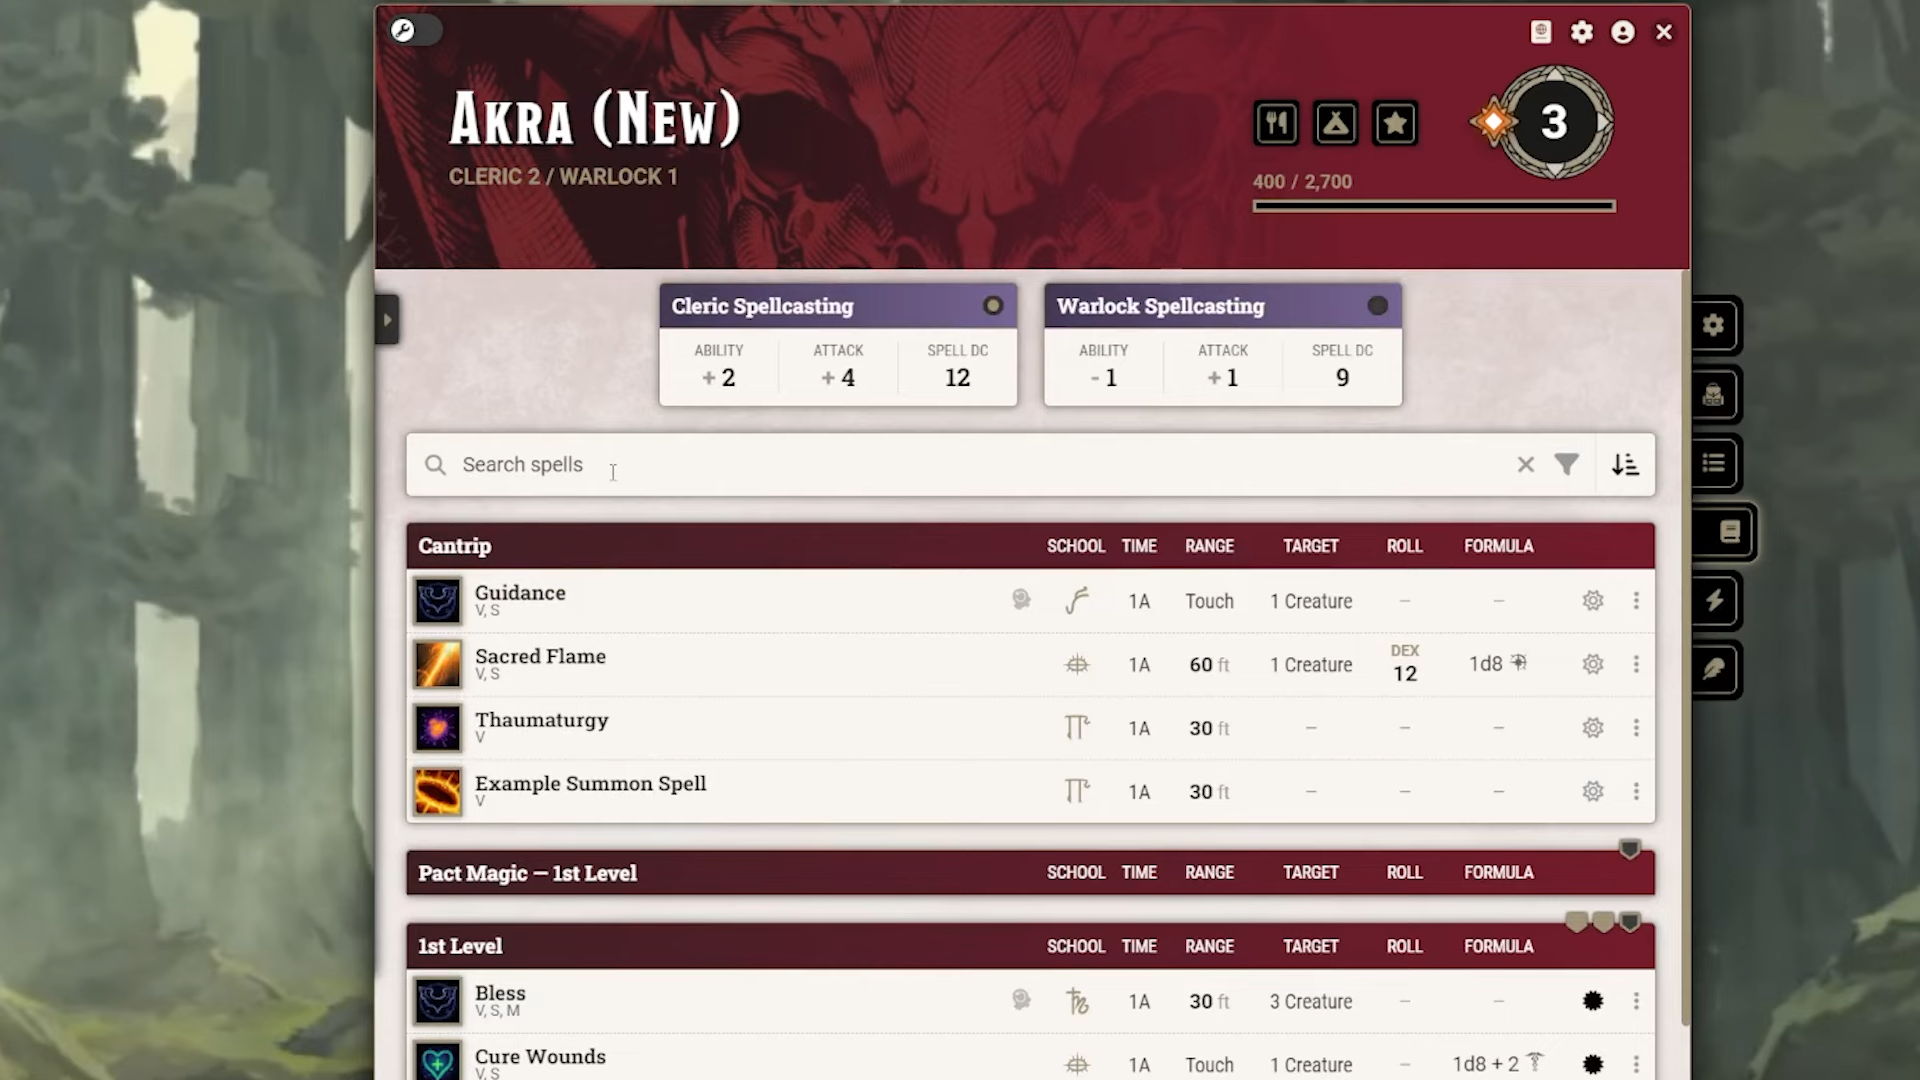 AKRA (NEW)
CLERIC 2 / WARLOCK 1
400 / 2,700
3
Cleric Spellcasting
ABILITY ATTACK SPELL DC
+ 2 + 4 12
Warlock Spellcasting
ABILITY ATTACK SPELL DC
- 1 + 1 9
Search spells
Cantrip SCHOOL TIME RANGE TARGET ROLL FORMULA
Guidance 1A Touch 1 Creature – –
V, S
Sacred Flame 1A 60 ft 1 Creature DEX 12 1d8
V, S
Thaumaturgy 1A 30 ft – – –
V
Example Summon Spell 1A 30 ft – – –
V
Pact Magic — 1st Level SCHOOL TIME RANGE TARGET ROLL FORMULA
1st Level SCHOOL TIME RANGE TARGET ROLL FORMULA
Bless 1A 30 ft 3 Creature – –
V, S, M
Cure Wounds 1A Touch 1 Creature – 1d8 + 2
V, S